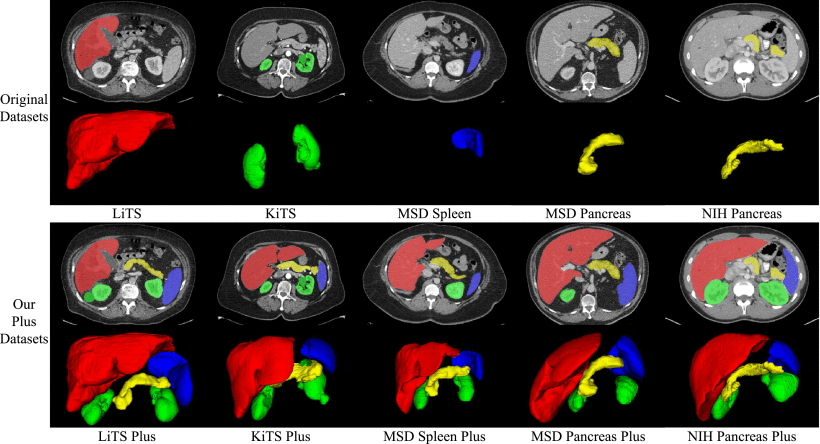 Original
Datasets
LiTS
KiTS
MSD Spleen
MSD Pancreas
NIH Pancreas
Our
Plus
Datasets
LiTS Plus
KiTS Plus
MSD Spleen Plus
MSD Pancreas Plus
NIH Pancreas Plus